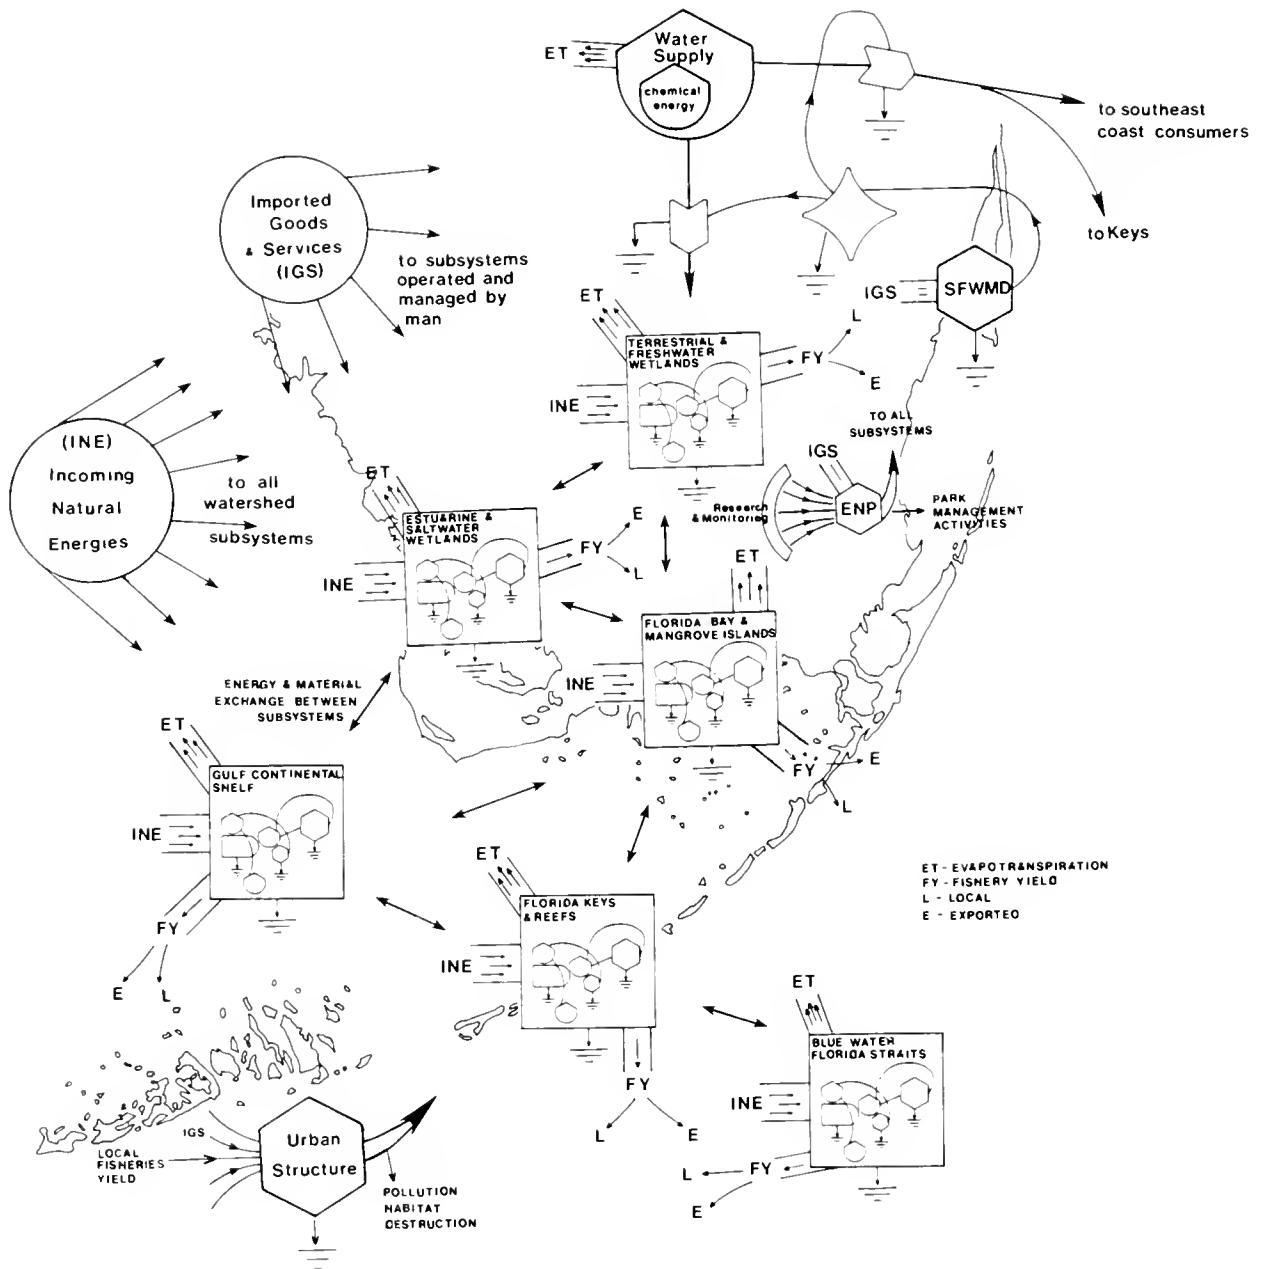 Water
Supply
chemical
energy
ET
to southeast
coast consumers
to Keys
Imported
Goods
& Services
(IGS)
to subsystems
operated and
managed by
man
IGS
SFWMD
ET
TERRESTRIAL &
FRESHWATER
WETLANDS
INE
FY
L
E
(INE)
Incoming
Natural
Energies
to all
watershed
subsystems
TO ALL
SUBSYSTEMS
IGS
Research
& Monitoring
ENP
PARK
MANAGEMENT
ACTIVITIES
ET
ESTUARINE &
SALTWATER
WETLANDS
INE
FY
E
L
ET
FLORIDA BAY &
MANGROVE ISLANDS
INE
FY
E
L
ENERGY & MATERIAL
EXCHANGE BETWEEN
SUBSYSTEMS
ET
GULF CONTINENTAL
SHELF
INE
FY
E
L
ET
FLORIDA KEYS
& REEFS
INE
FY
L
E
ET-EVAPOTRANSPIRATION
FY-FISHERY YIELD
L - LOCAL
E - EXPORTED
ET
BLUE WATER
FLORIDA STRAITS
INE
FY
L
E
IGS
LOCAL
FISHERIES
YIELD
Urban
Structure
POLLUTION
HABITAT
DESTRUCTION